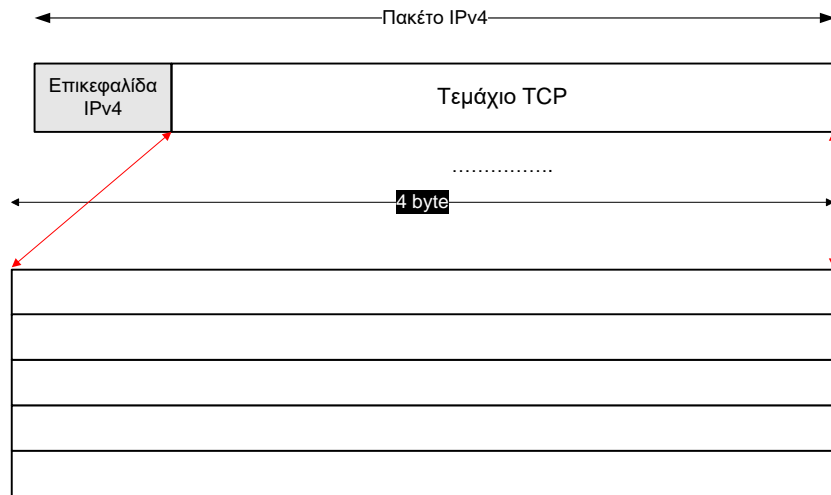 Πακέτο IPv4
Επικεφαλίδα
IPv4
Τεμάχιο TCP
................
4 byte